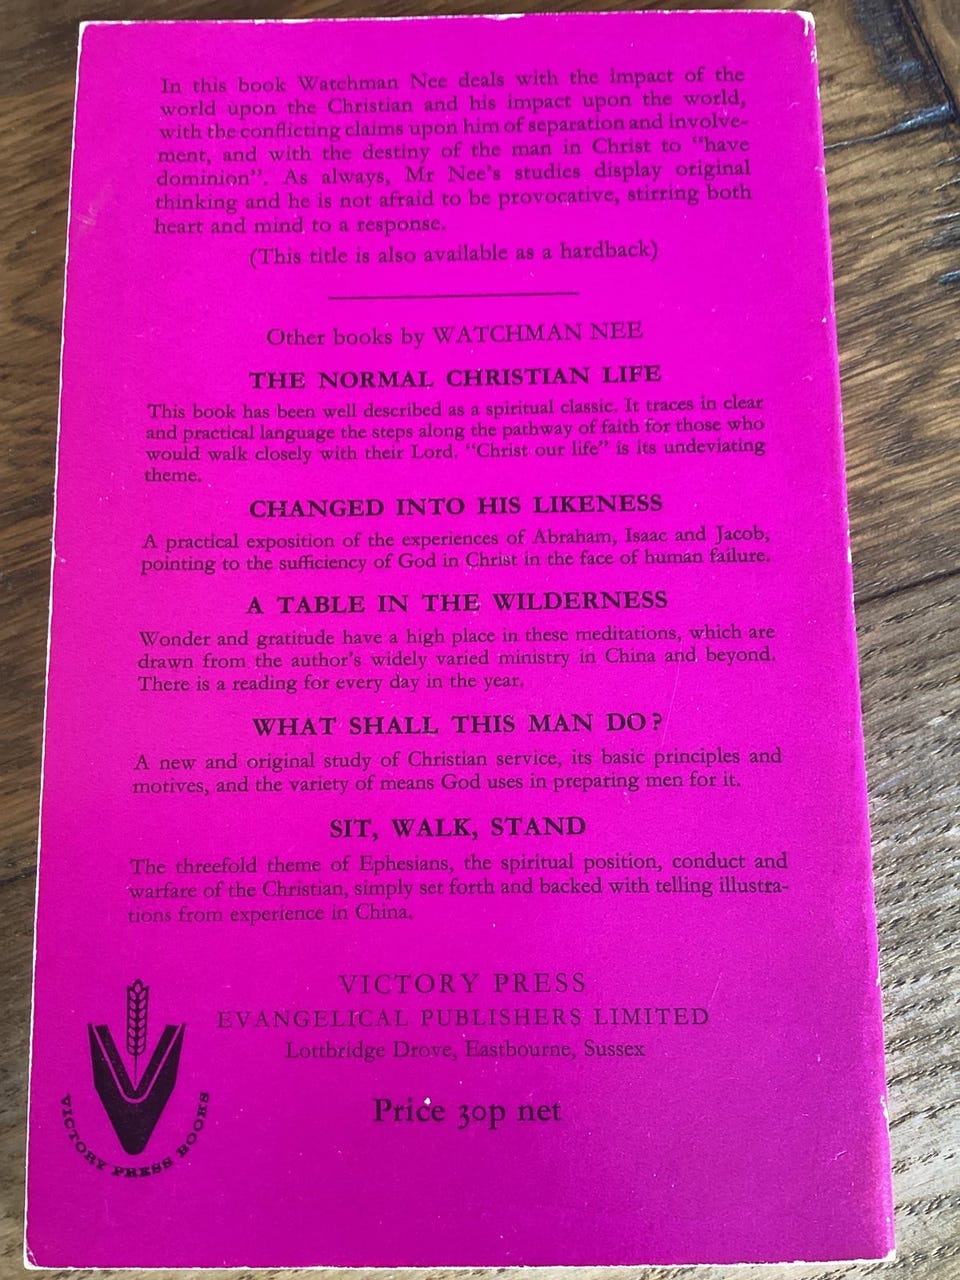 In this book Watchman Nee deals with the impact of the
world upon the Christian and his impact upon the world,
with the conflicting claims upon him of separation and involve-
ment, and with the destiny of the man in Christ to “have
dominion”. As always, Mr Nee’s studies display original
thinking and he is not afraid to be provocative, stirring both
heart and mind to a response.
(This title is also available as a hardback)
Other books by WATCHMAN NEE
THE NORMAL CHRISTIAN LIFE
This book has been well described as a spiritual classic. It traces in clear
and practical language the steps along the pathway of faith for those who
would walk closely with their Lord. “Christ our life” is its undeviating
theme.
CHANGED INTO HIS LIKENESS
A practical exposition of the experiences of Abraham, Isaac and Jacob,
pointing to the sufficiency of God in Christ in the face of human failure.
A TABLE IN THE WILDERNESS
Wonder and gratitude have a high place in these meditations, which are
drawn from the author’s widely varied ministry in China and beyond.
There is a reading for every day in the year.
WHAT SHALL THIS MAN DO?
A new and original study of Christian service, its basic principles and
motives, and the variety of means God uses in preparing men for it.
SIT, WALK, STAND
The threefold theme of Ephesians, the spiritual position, conduct and
warfare of the Christian, simply set forth and backed with telling illustra-
tions from experience in China.
VICTORY PRESS
EVANGELICAL PUBLISHERS LIMITED
Lottbridge Drove, Eastbourne, Sussex
Price 30p net
VICTORY PRESS BOOKS